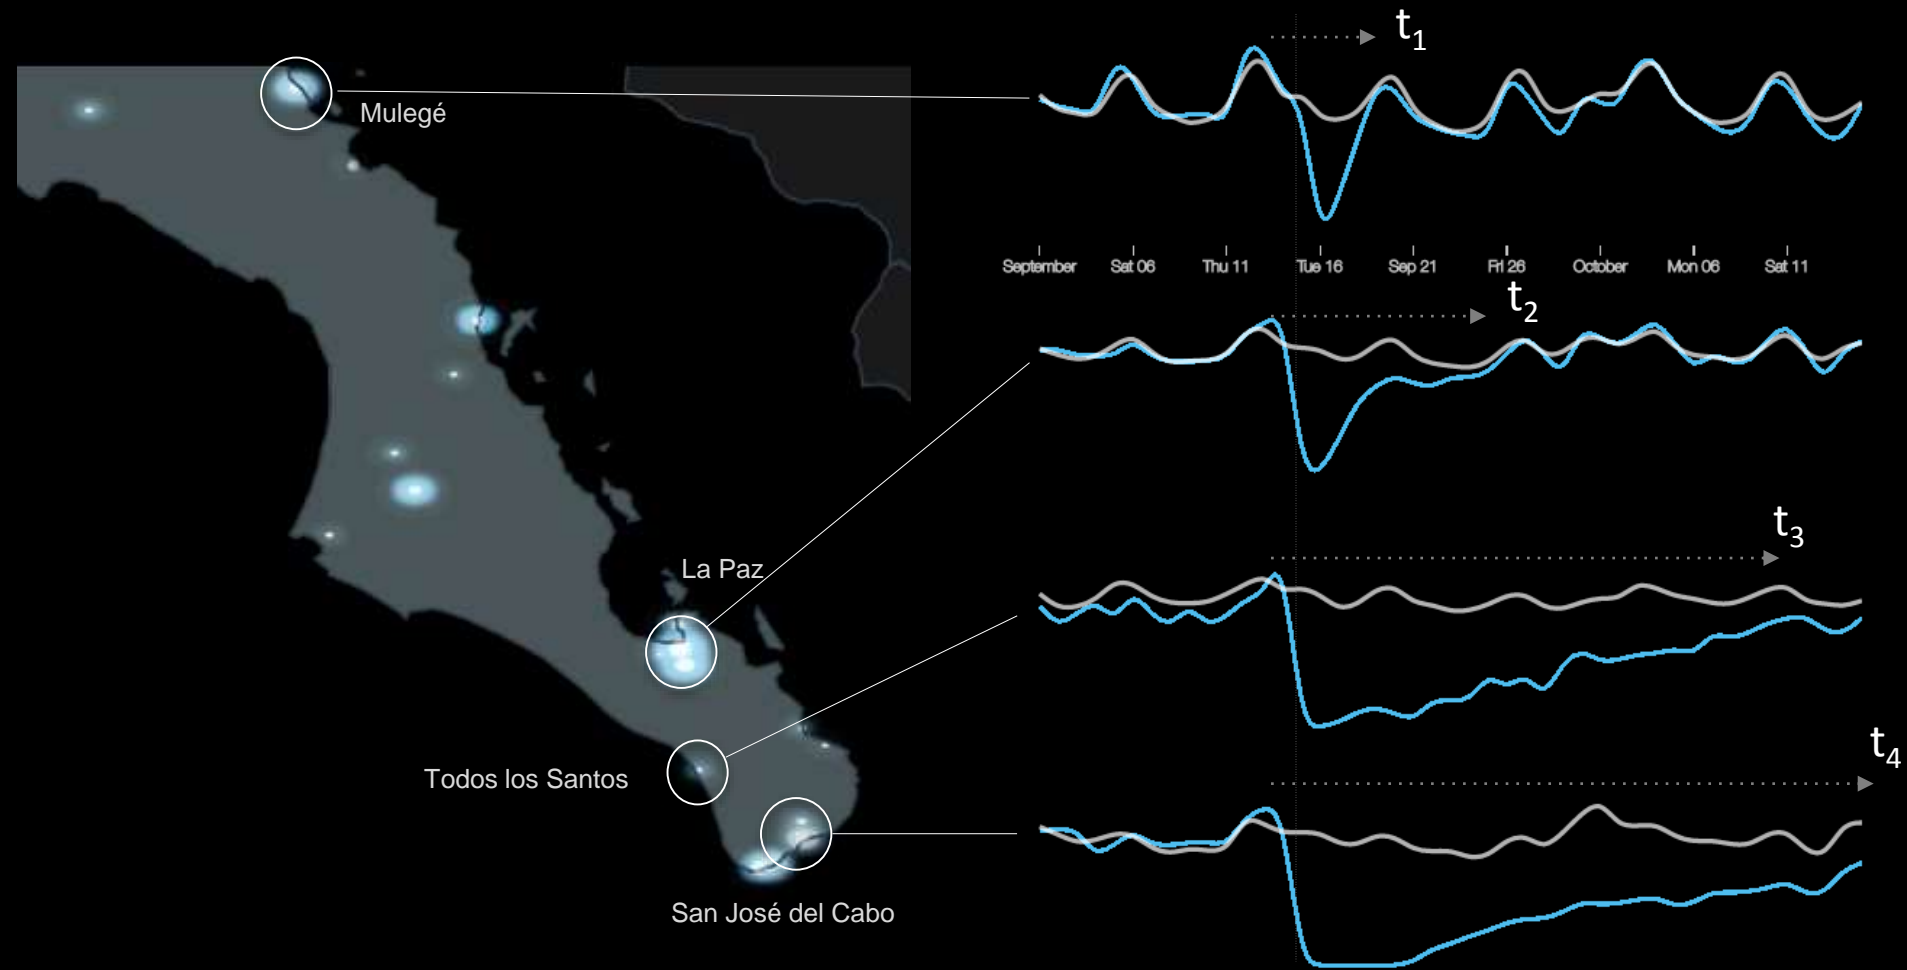 t1
Mulegé
September Sat 06 Thu 11 Tue 16 Sep 21 Fri 26 October Mon 06 Sat 11
t2
t3
La Paz
t4
Todos los Santos
San José del Cabo